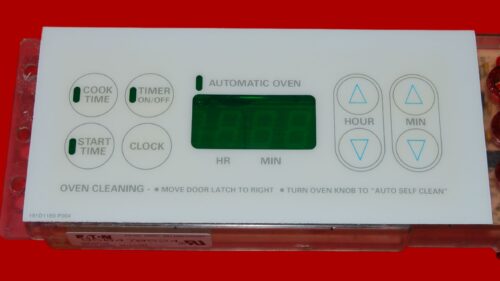 AUTOMATIC OVEN
COOK
TIME
TIMER
ON/OFF
START
TIME
CLOCK
HR MIN
HOUR
MIN
OVEN CLEANING - • MOVE DOOR LATCH TO RIGHT • TURN OVEN KNOB TO "AUTO SELF CLEAN"
EATON